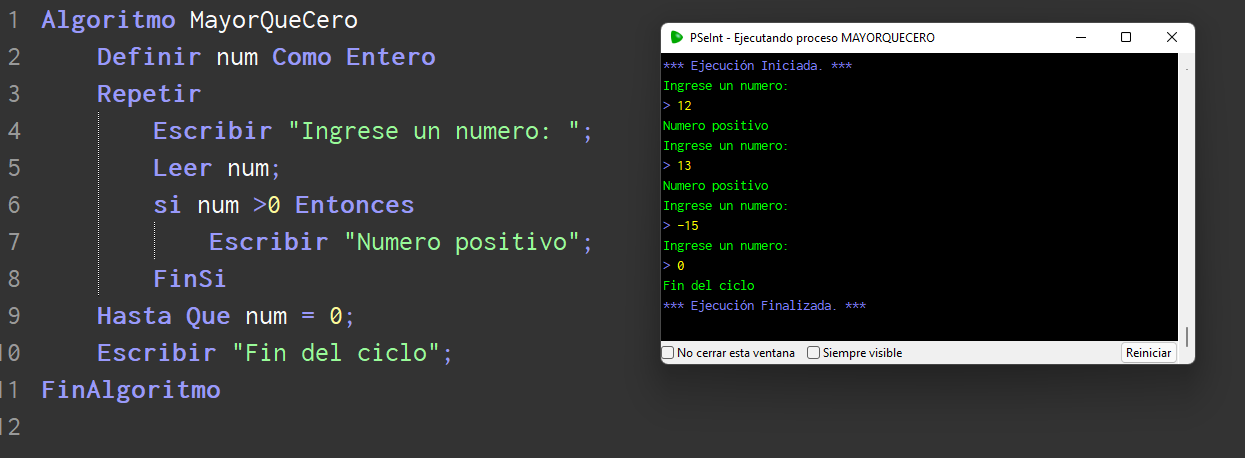 1 Algoritmo MayorQueCero
2 Definir num Como Entero
3 Repetir
4 Escribir "Ingrese un numero: ";
5 Leer num;
6 si num >0 Entonces
7 Escribir "Numero positivo";
8 FinSi
9 Hasta Que num = 0;
10 Escribir "Fin del ciclo";
11 FinAlgoritmo
12
PSeInt - Ejecutando proceso MAYORQUECERO
*** Ejecución Iniciada. ***
Ingrese un numero:
> 12
Numero positivo
Ingrese un numero:
> 13
Numero positivo
Ingrese un numero:
> -15
Ingrese un numero:
> 0
Fin del ciclo
*** Ejecución Finalizada. ***
No cerrar esta ventana Siempre visible Reiniciar